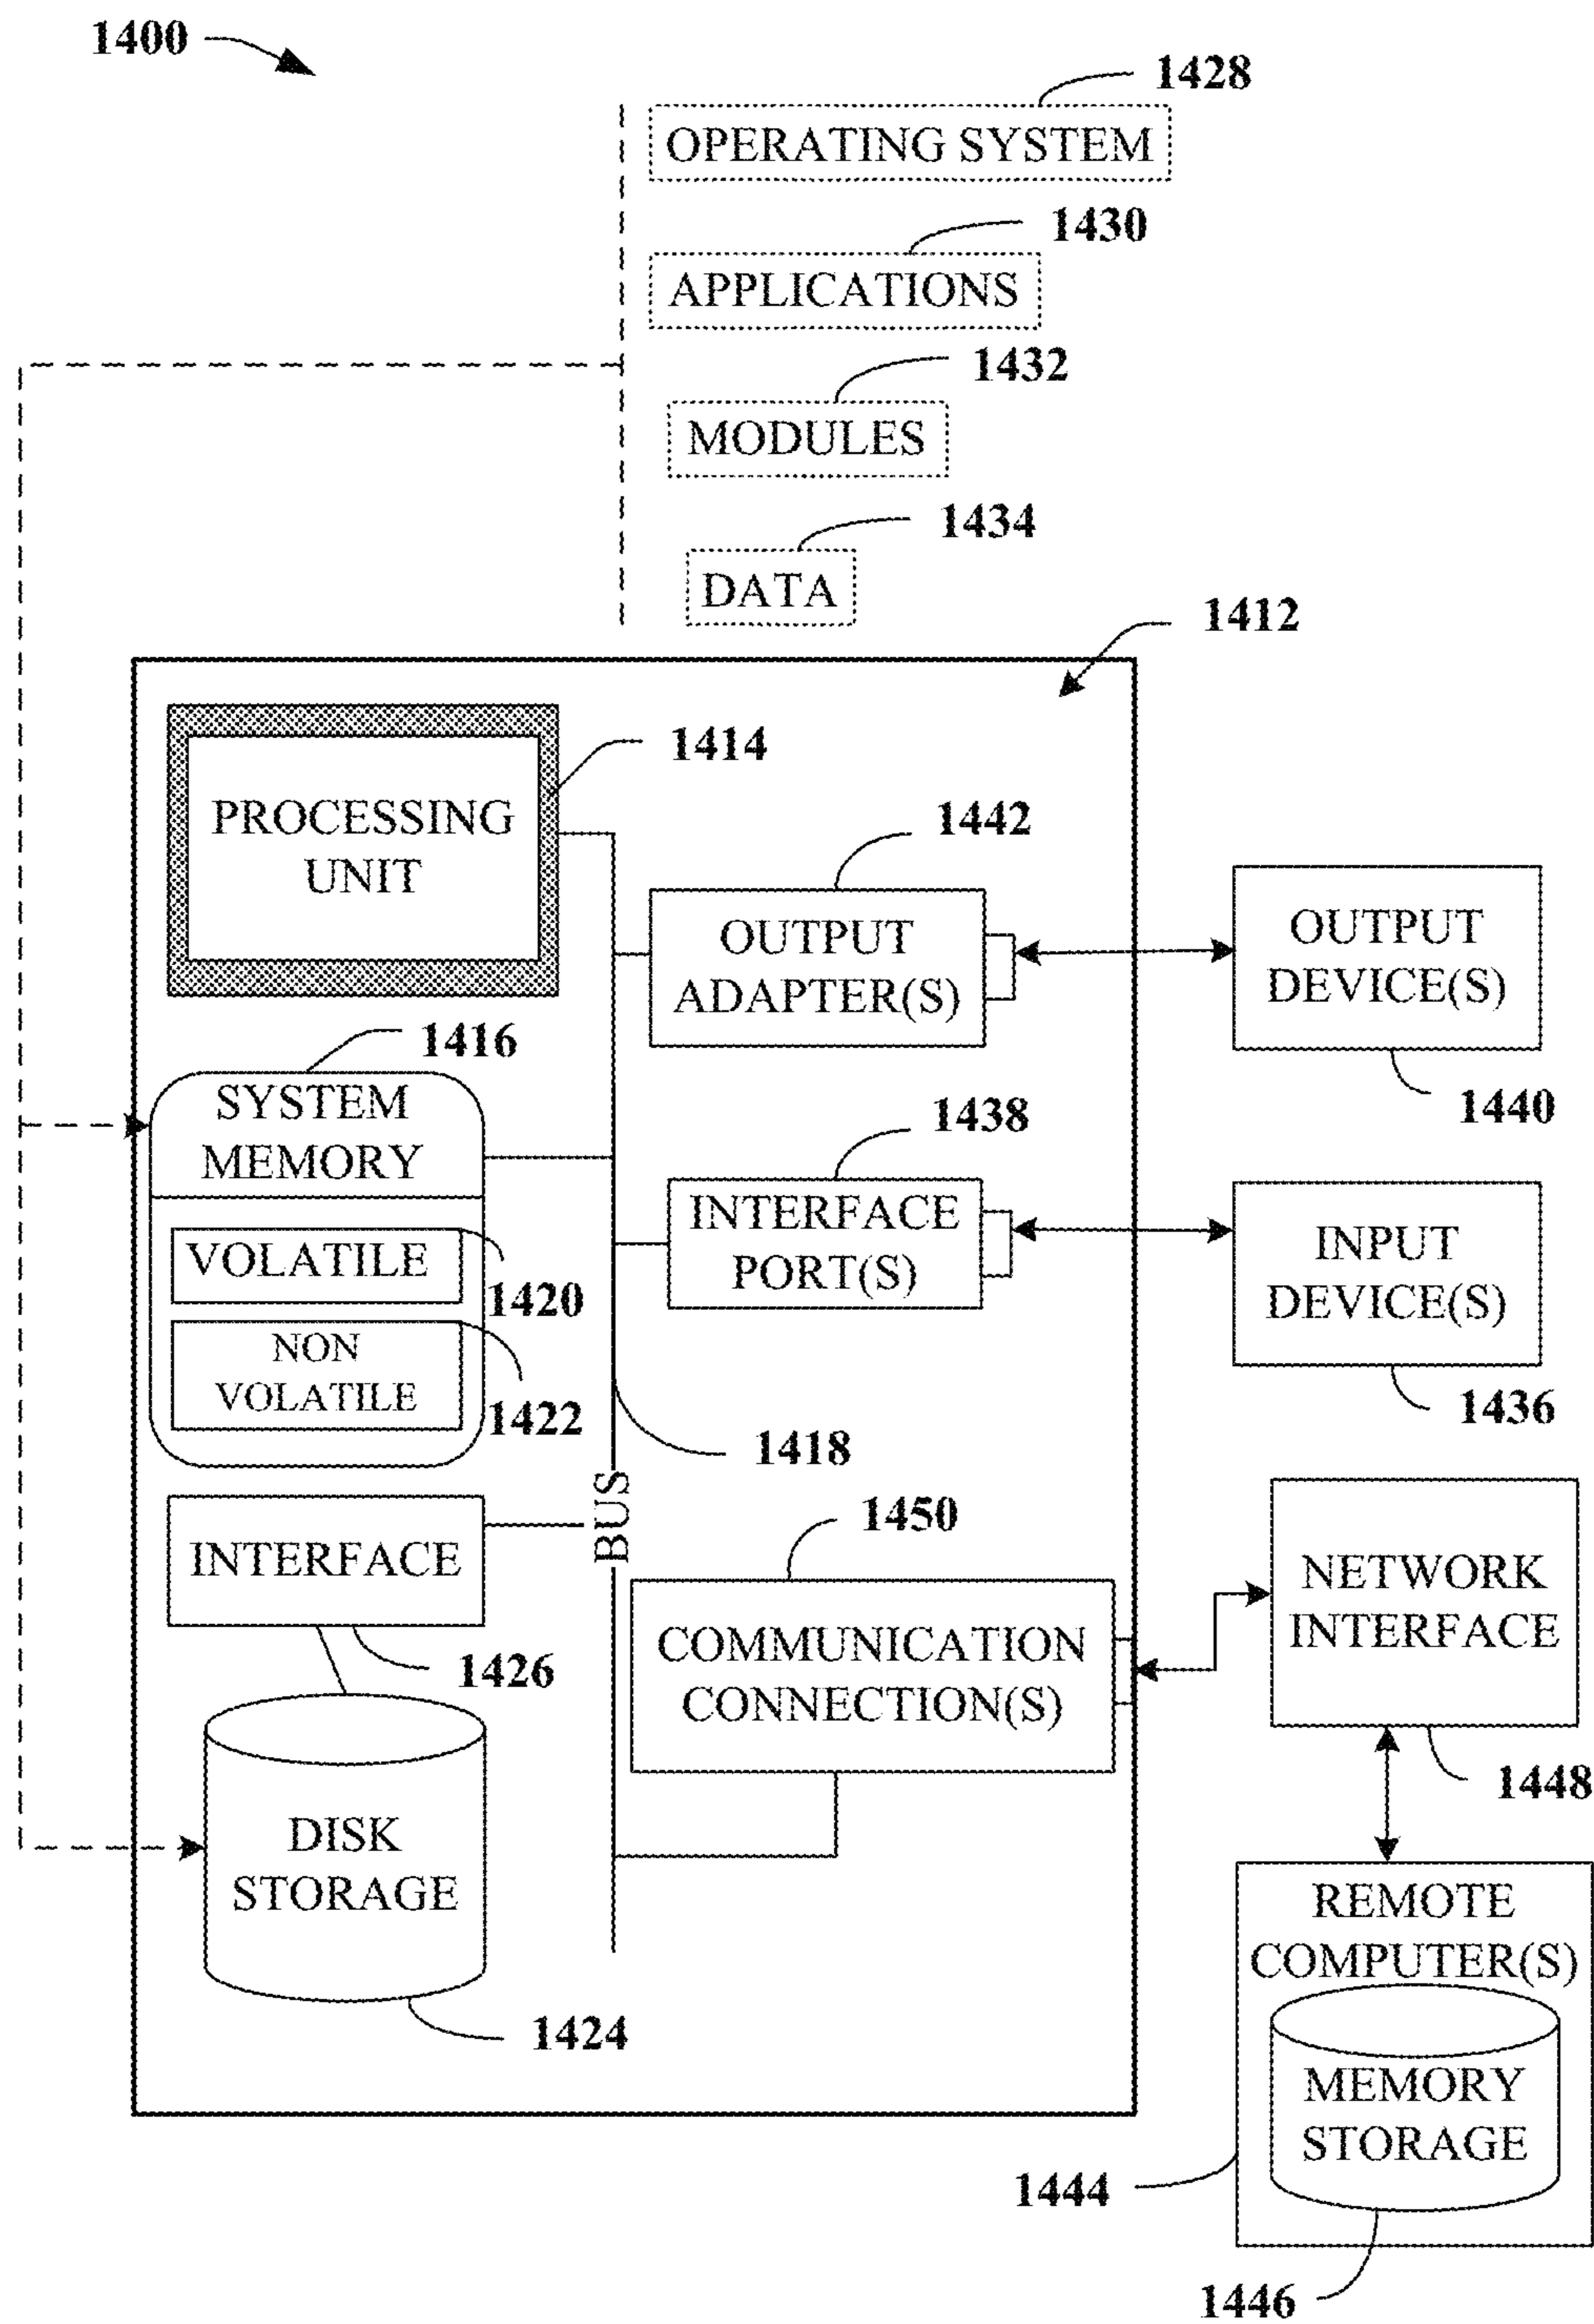 1400
1428
OPERATING SYSTEM
1430
APPLICATIONS
1432
MODULES
1434
DATA
1412
1414
PROCESSING
UNIT
1442
OUTPUT
ADAPTER(S)
OUTPUT
DEVICE(S)
1440
1416
SYSTEM
MEMORY
VOLATILE
1420
NON
VOLATILE
1422
1438
INTERFACE
PORT(S)
INPUT
DEVICE(S)
1436
1418
BUS
INTERFACE
1426
1450
COMMUNICATION
CONNECTION(S)
NETWORK
INTERFACE
1448
DISK
STORAGE
1424
REMOTE
COMPUTER(S)
MEMORY
STORAGE
1444
1446